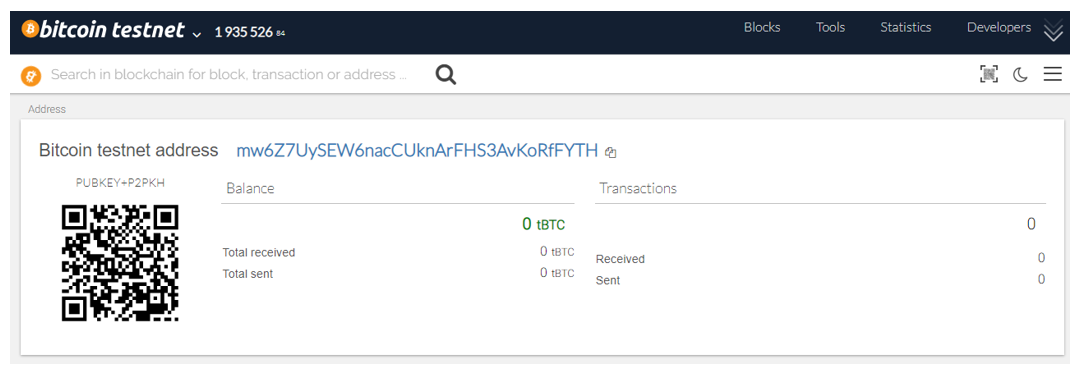 bitcoin testnet 1 935 526 84 Blocks Tools Statistics Developers
Search in blockchain for block, transaction or address ...
Address
Bitcoin testnet address mw6Z7UySEW6nacCUknArFHS3AvKoRfFYTH
PUBKEY+P2PKH Balance Transactions
0 tBTC 0
Total received 0 tBTC
Received 0
Total sent 0 tBTC
Sent 0